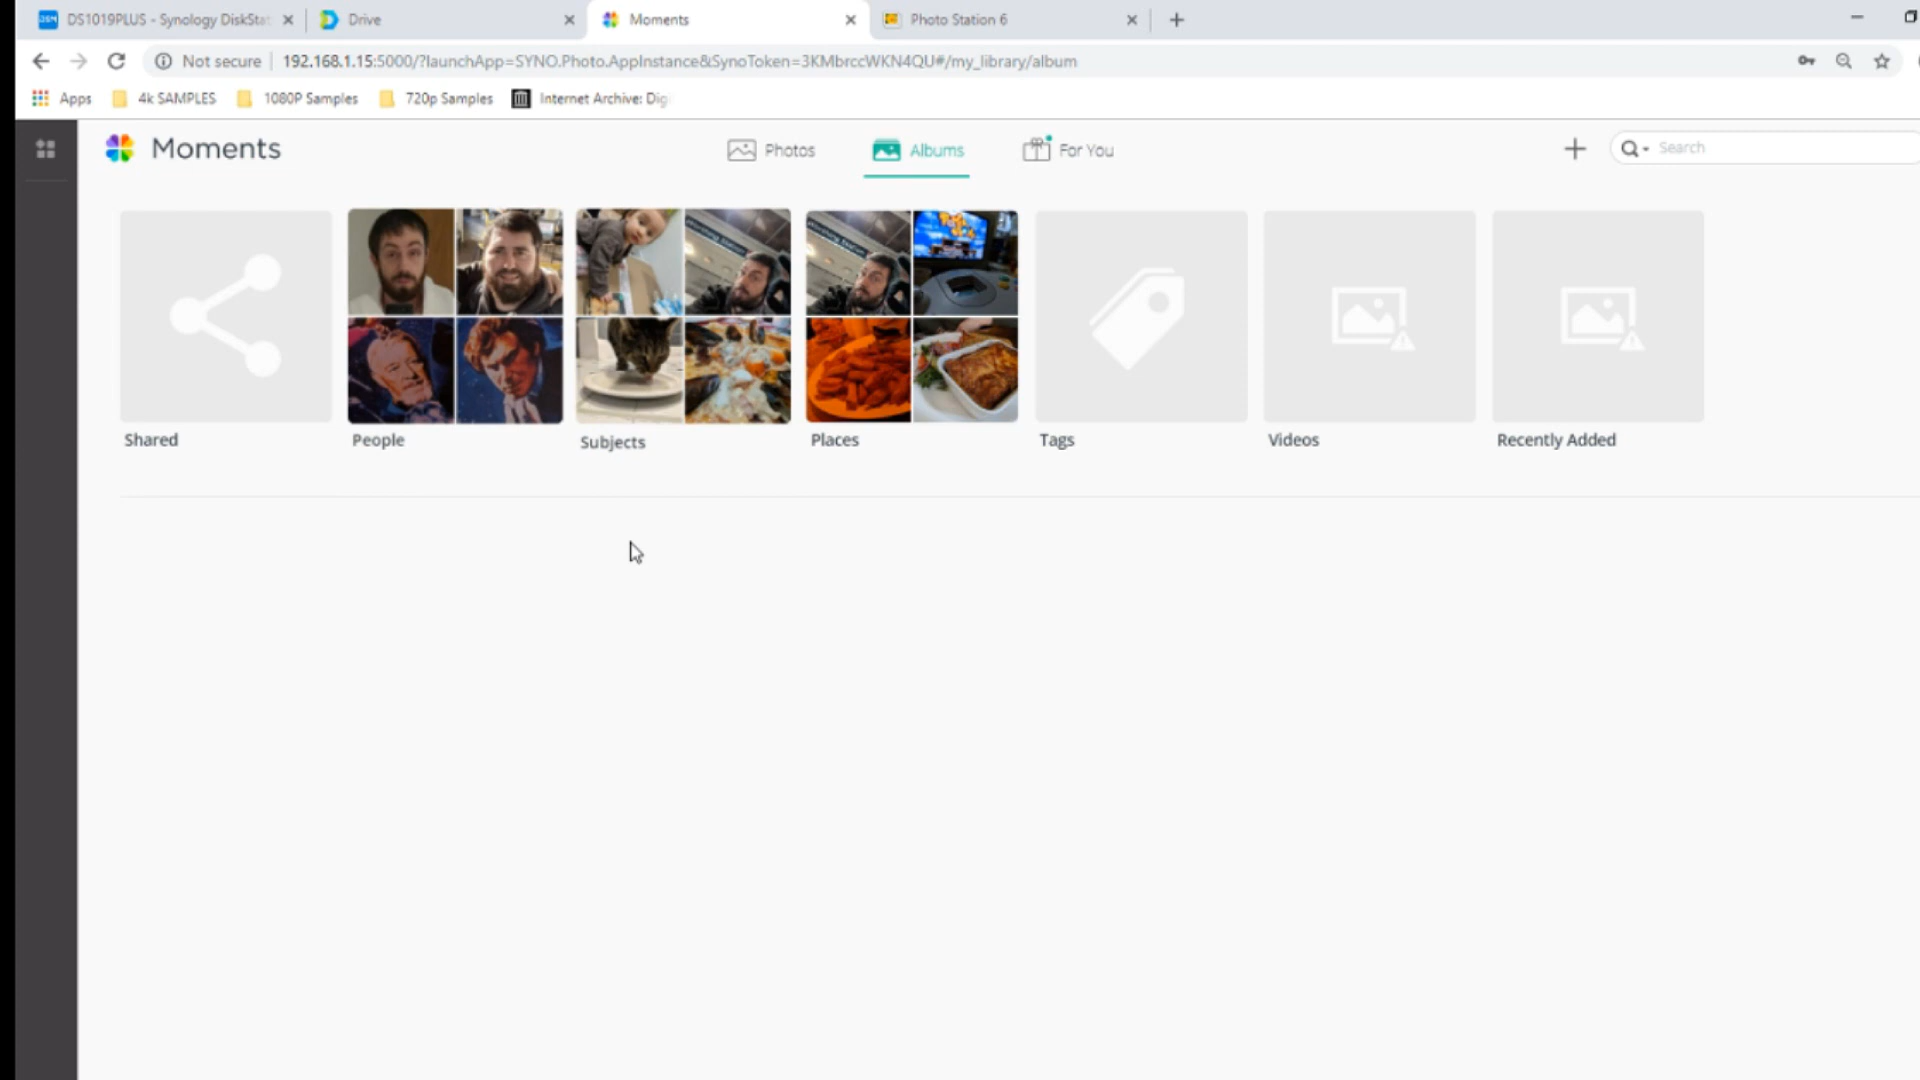 DS1019PLUS - Synology DiskStat
Drive
Moments
Photo Station 6
Not secure
192.168.1.15:5000/?launchApp=SYNO.Photo.AppInstance&SynoToken=3KMbrccWKN4QU#/my_library/album
Apps
4k SAMPLES
1080P Samples
720p Samples
Internet Archive: Digi
Moments
Photos
Albums
For You
Search
Shared
People
Subjects
Places
Tags
Videos
Recently Added